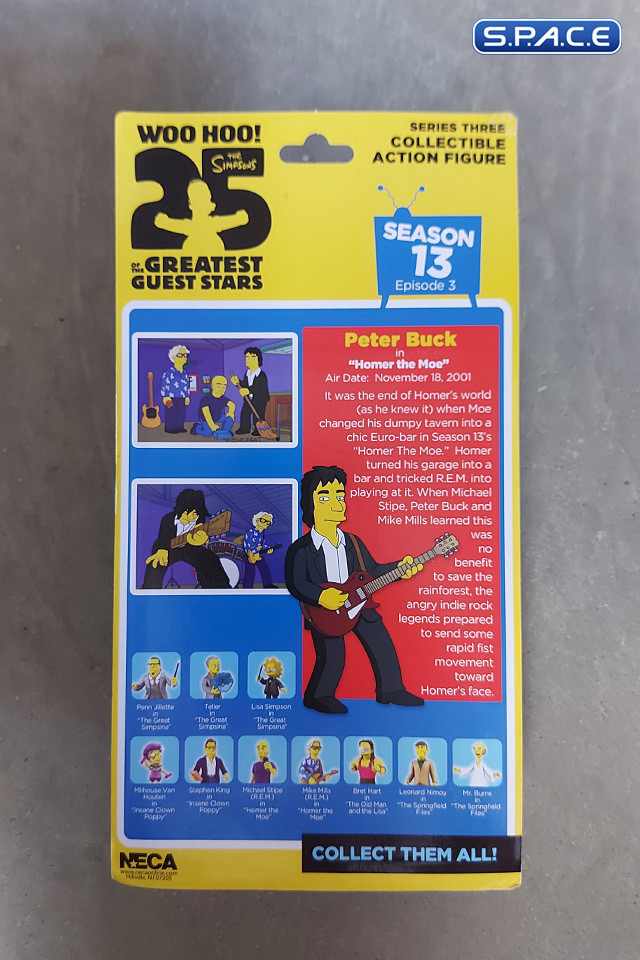 S.P.A.C.E
WOO HOO!
THE
SIMPSONS
25
OF
THE
GREATEST
GUEST STARS
SERIES THREE
COLLECTIBLE
ACTION FIGURE
SEASON
13
Episode 3
Peter Buck
in
"Homer the Moe"
Air Date: November 18, 2001
It was the end of Homer's world
(as he knew it) when Moe
changed his dumpy tavern into a
chic Euro-bar in Season 13's
"Homer The Moe." Homer
turned his garage into a
bar and tricked R.E.M. into
playing at it. When Michael
Stipe, Peter Buck and
Mike Mills learned this
was
no
benefit
to save the
rainforest, the
angry indie rock
legends prepared
to send some
rapid fist
movement
toward
Homer's face.
Penn Jillette
in
"The Great
Simpsina"
Teller
in
"The Great
Simpsina"
Lisa Simpson
in
"The Great
Simpsina"
Milhouse Van
Houten
in
"Insane Clown
Poppy"
Stephen King
in
"Insane Clown
Poppy"
Michael Stipe
(R.E.M.)
in
"Homer the
Moe"
Mike Mills
(R.E.M.)
in
"Homer the
Moe"
Bret Hart
in
"The Old Man
and the Lisa"
Leonard Nimoy
in
"The Springfield
Files"
Mr. Burns
in
"The Springfield
Files"
NECA
www.necaonline.com
Hillside, NJ 07205
COLLECT THEM ALL!